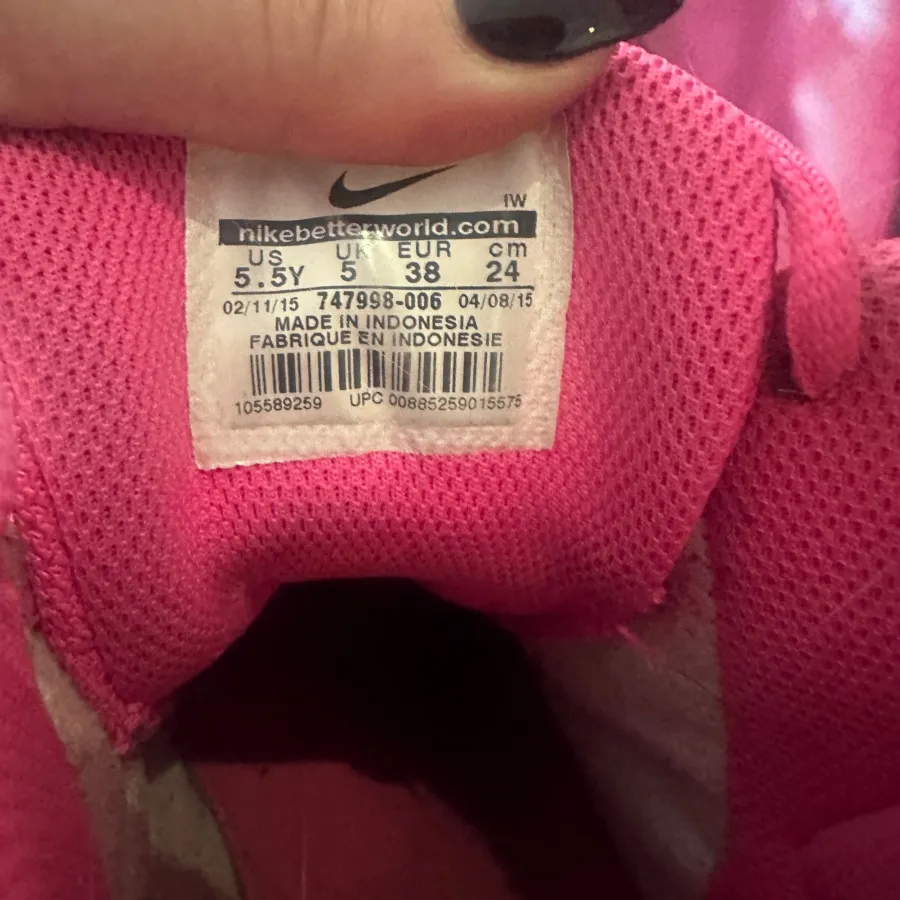 IW
nikebetterworld.com
US UK EUR cm
5.5Y 5 38 24
02/11/15 747998-006 04/08/15
MADE IN INDONESIA
FABRIQUE EN INDONESIE
105589259 UPC 00885259015575